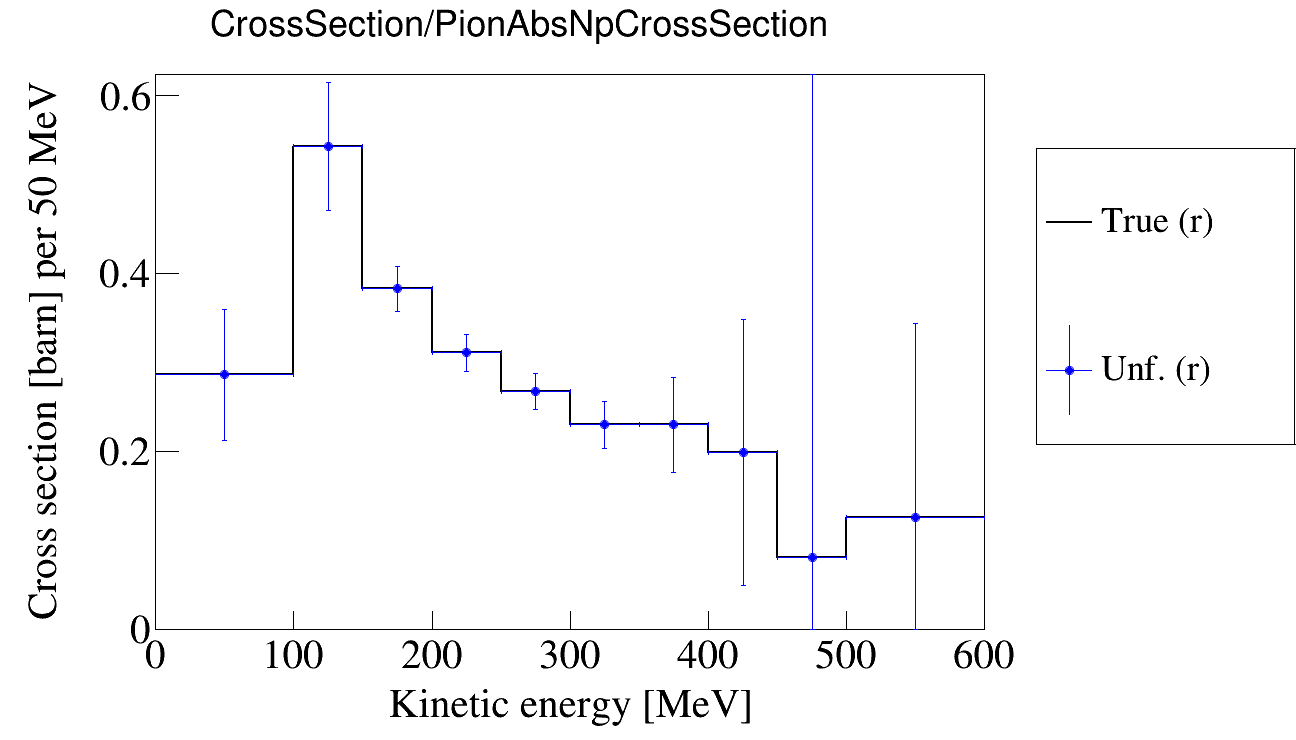 CrossSection/PionAbsNpCrossSection
Cross section [barn] per 50 MeV
0.6
0.4
0.2
0
0 100 200 300 400 500 600
Kinetic energy [MeV]
True (r)
Unf. (r)